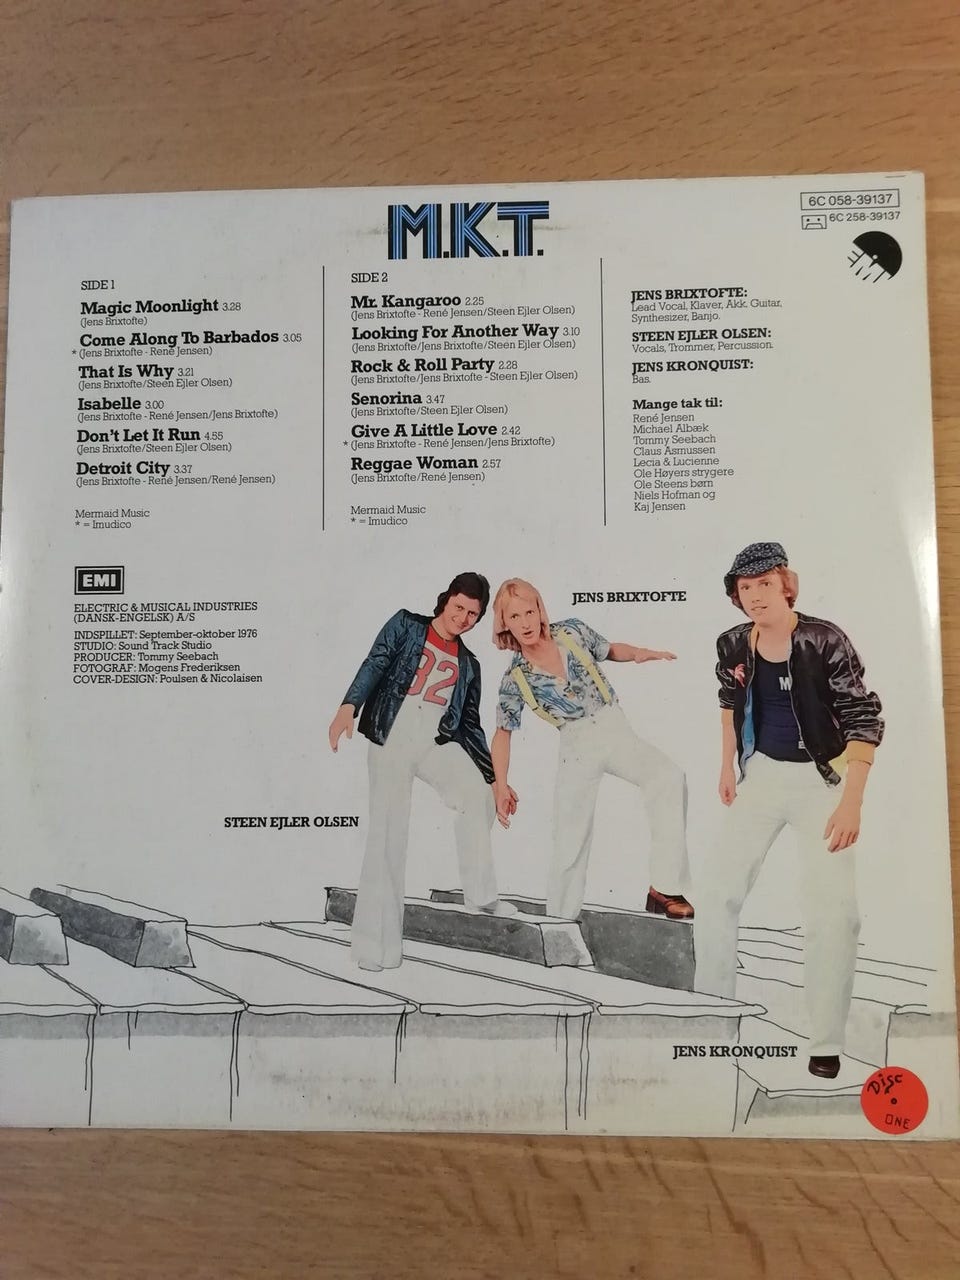 M.K.T.
6C 058-39137
6C 258-39137
EMI
SIDE 1
Magic Moonlight 3.28
(Jens Brixtofte)
Come Along To Barbados 3.05
* (Jens Brixtofte - René Jensen)
That Is Why 3.21
(Jens Brixtofte/Steen Ejler Olsen)
Isabelle 3.00
(Jens Brixtofte - René Jensen/Jens Brixtofte)
Don't Let It Run 4.55
(Jens Brixtofte/Steen Ejler Olsen)
Detroit City 3.37
(Jens Brixtofte - René Jensen/René Jensen)
Mermaid Music
* = Imudico
SIDE 2
Mr. Kangaroo 2.25
(Jens Brixtofte - René Jensen/Steen Ejler Olsen)
Looking For Another Way 3.10
(Jens Brixtofte/Jens Brixtofte/Steen Ejler Olsen)
Rock & Roll Party 2.28
(Jens Brixtofte/Jens Brixtofte - Steen Ejler Olsen)
Senorina 3.47
(Jens Brixtofte/Steen Ejler Olsen)
Give A Little Love 2.42
* (Jens Brixtofte - René Jensen/Jens Brixtofte)
Reggae Woman 2.57
(Jens Brixtofte/René Jensen)
Mermaid Music
* = Imudico
JENS BRIXTOFTE:
Lead Vocal, Klaver, Akk. Guitar,
Synthesizer, Banjo.
STEEN EJLER OLSEN:
Vocals, Trommer, Percussion.
JENS KRONQUIST:
Bas.
Mange tak til:
René Jensen
Michael Albæk
Tommy Seebach
Claus Asmussen
Lecia & Lucienne
Ole Høyers strygere
Ole Steens børn
Niels Hofman og
Kaj Jensen
EMI
ELECTRIC & MUSICAL INDUSTRIES
(DANSK-ENGELSK) A/S
INDSPILLET: September-oktober 1976
STUDIO: Sound Track Studio
PRODUCER: Tommy Seebach
FOTOGRAF: Mogens Frederiksen
COVER-DESIGN: Poulsen & Nicolaisen
JENS BRIXTOFTE
32
M
STEEN EJLER OLSEN
JENS KRONQUIST
Disc
ONE